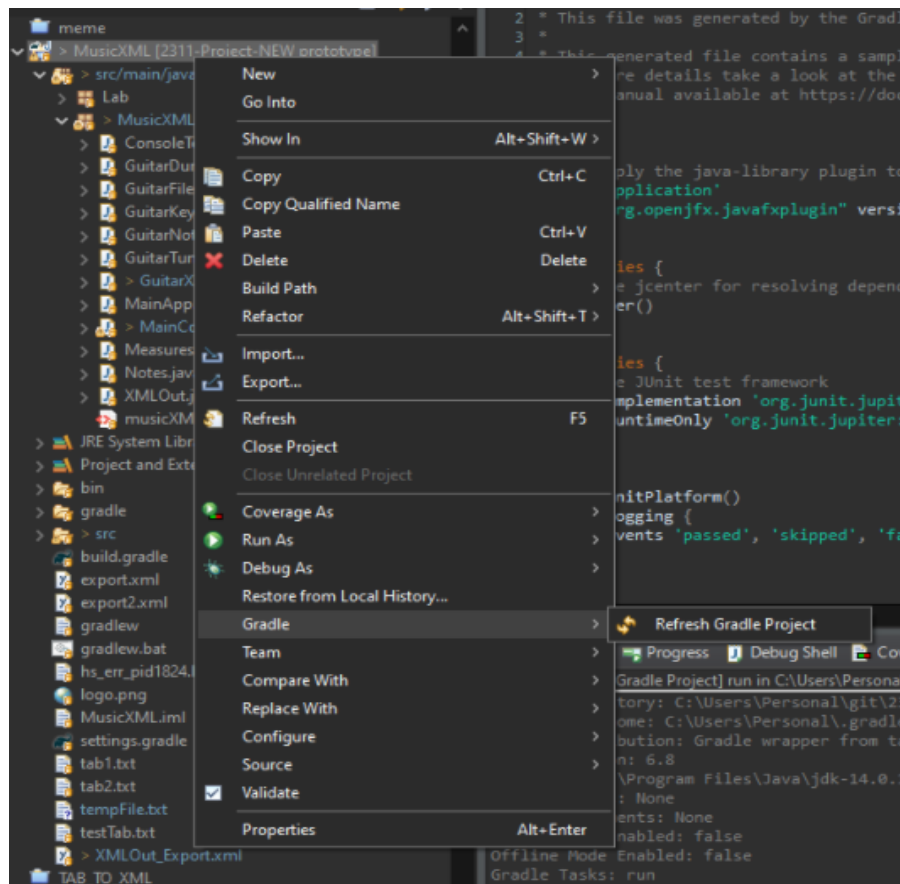 meme
> MusicXML [2311-Project-NEW prototype]
> src/main/java
Lab
> MusicXML
ConsoleT
GuitarDur
GuitarFile
GuitarKey
GuitarNot
GuitarTun
> GuitarX
MainApp
> MainCo
Measures
Notes.jav
XMLOut.j
musicXM
JRE System Libr
Project and Exte
bin
gradle
> src
build.gradle
export.xml
export2.xml
gradlew
gradlew.bat
hs_err_pid1824.l
logo.png
MusicXML.iml
settings.gradle
tab1.txt
tab2.txt
tempFile.txt
testTab.txt
> XMLOut_Export.xml
TAB TO XML
New
Go Into
Show In Alt+Shift+W >
Copy Ctrl+C
Copy Qualified Name
Paste Ctrl+V
Delete Delete
Build Path
Refactor Alt+Shift+T >
Import...
Export...
Refresh F5
Close Project
Close Unrelated Project
Coverage As
Run As
Debug As
Restore from Local History...
Gradle
Team
Compare With
Replace With
Configure
Source
Validate
Properties Alt+Enter
Refresh Gradle Project
2 * This file was generated by the Grad
3 *
4 * This generated file contains a sampl
re details take a look at the
anual available at https://doc
ply the java-library plugin to
pplication'
rg.openjfx.javafxplugin" versi
ies {
e jcenter for resolving depend
er()
ies {
e JUnit test framework
mplementation 'org.junit.jupit
untimeOnly 'org.junit.jupiter:
nitPlatform()
ogging {
vents 'passed', 'skipped', 'fa
Progress Debug Shell Cov
Gradle Project] run in C:\Users\Persona
tory: C:\Users\Personal\git\2
ome: C:\Users\Personal\.gradl
bution: Gradle wrapper from ta
n: 6.8
\Program Files\Java\jdk-14.0.
: None
ents: None
nabled: false
Offline Mode Enabled: false
Gradle Tasks: run